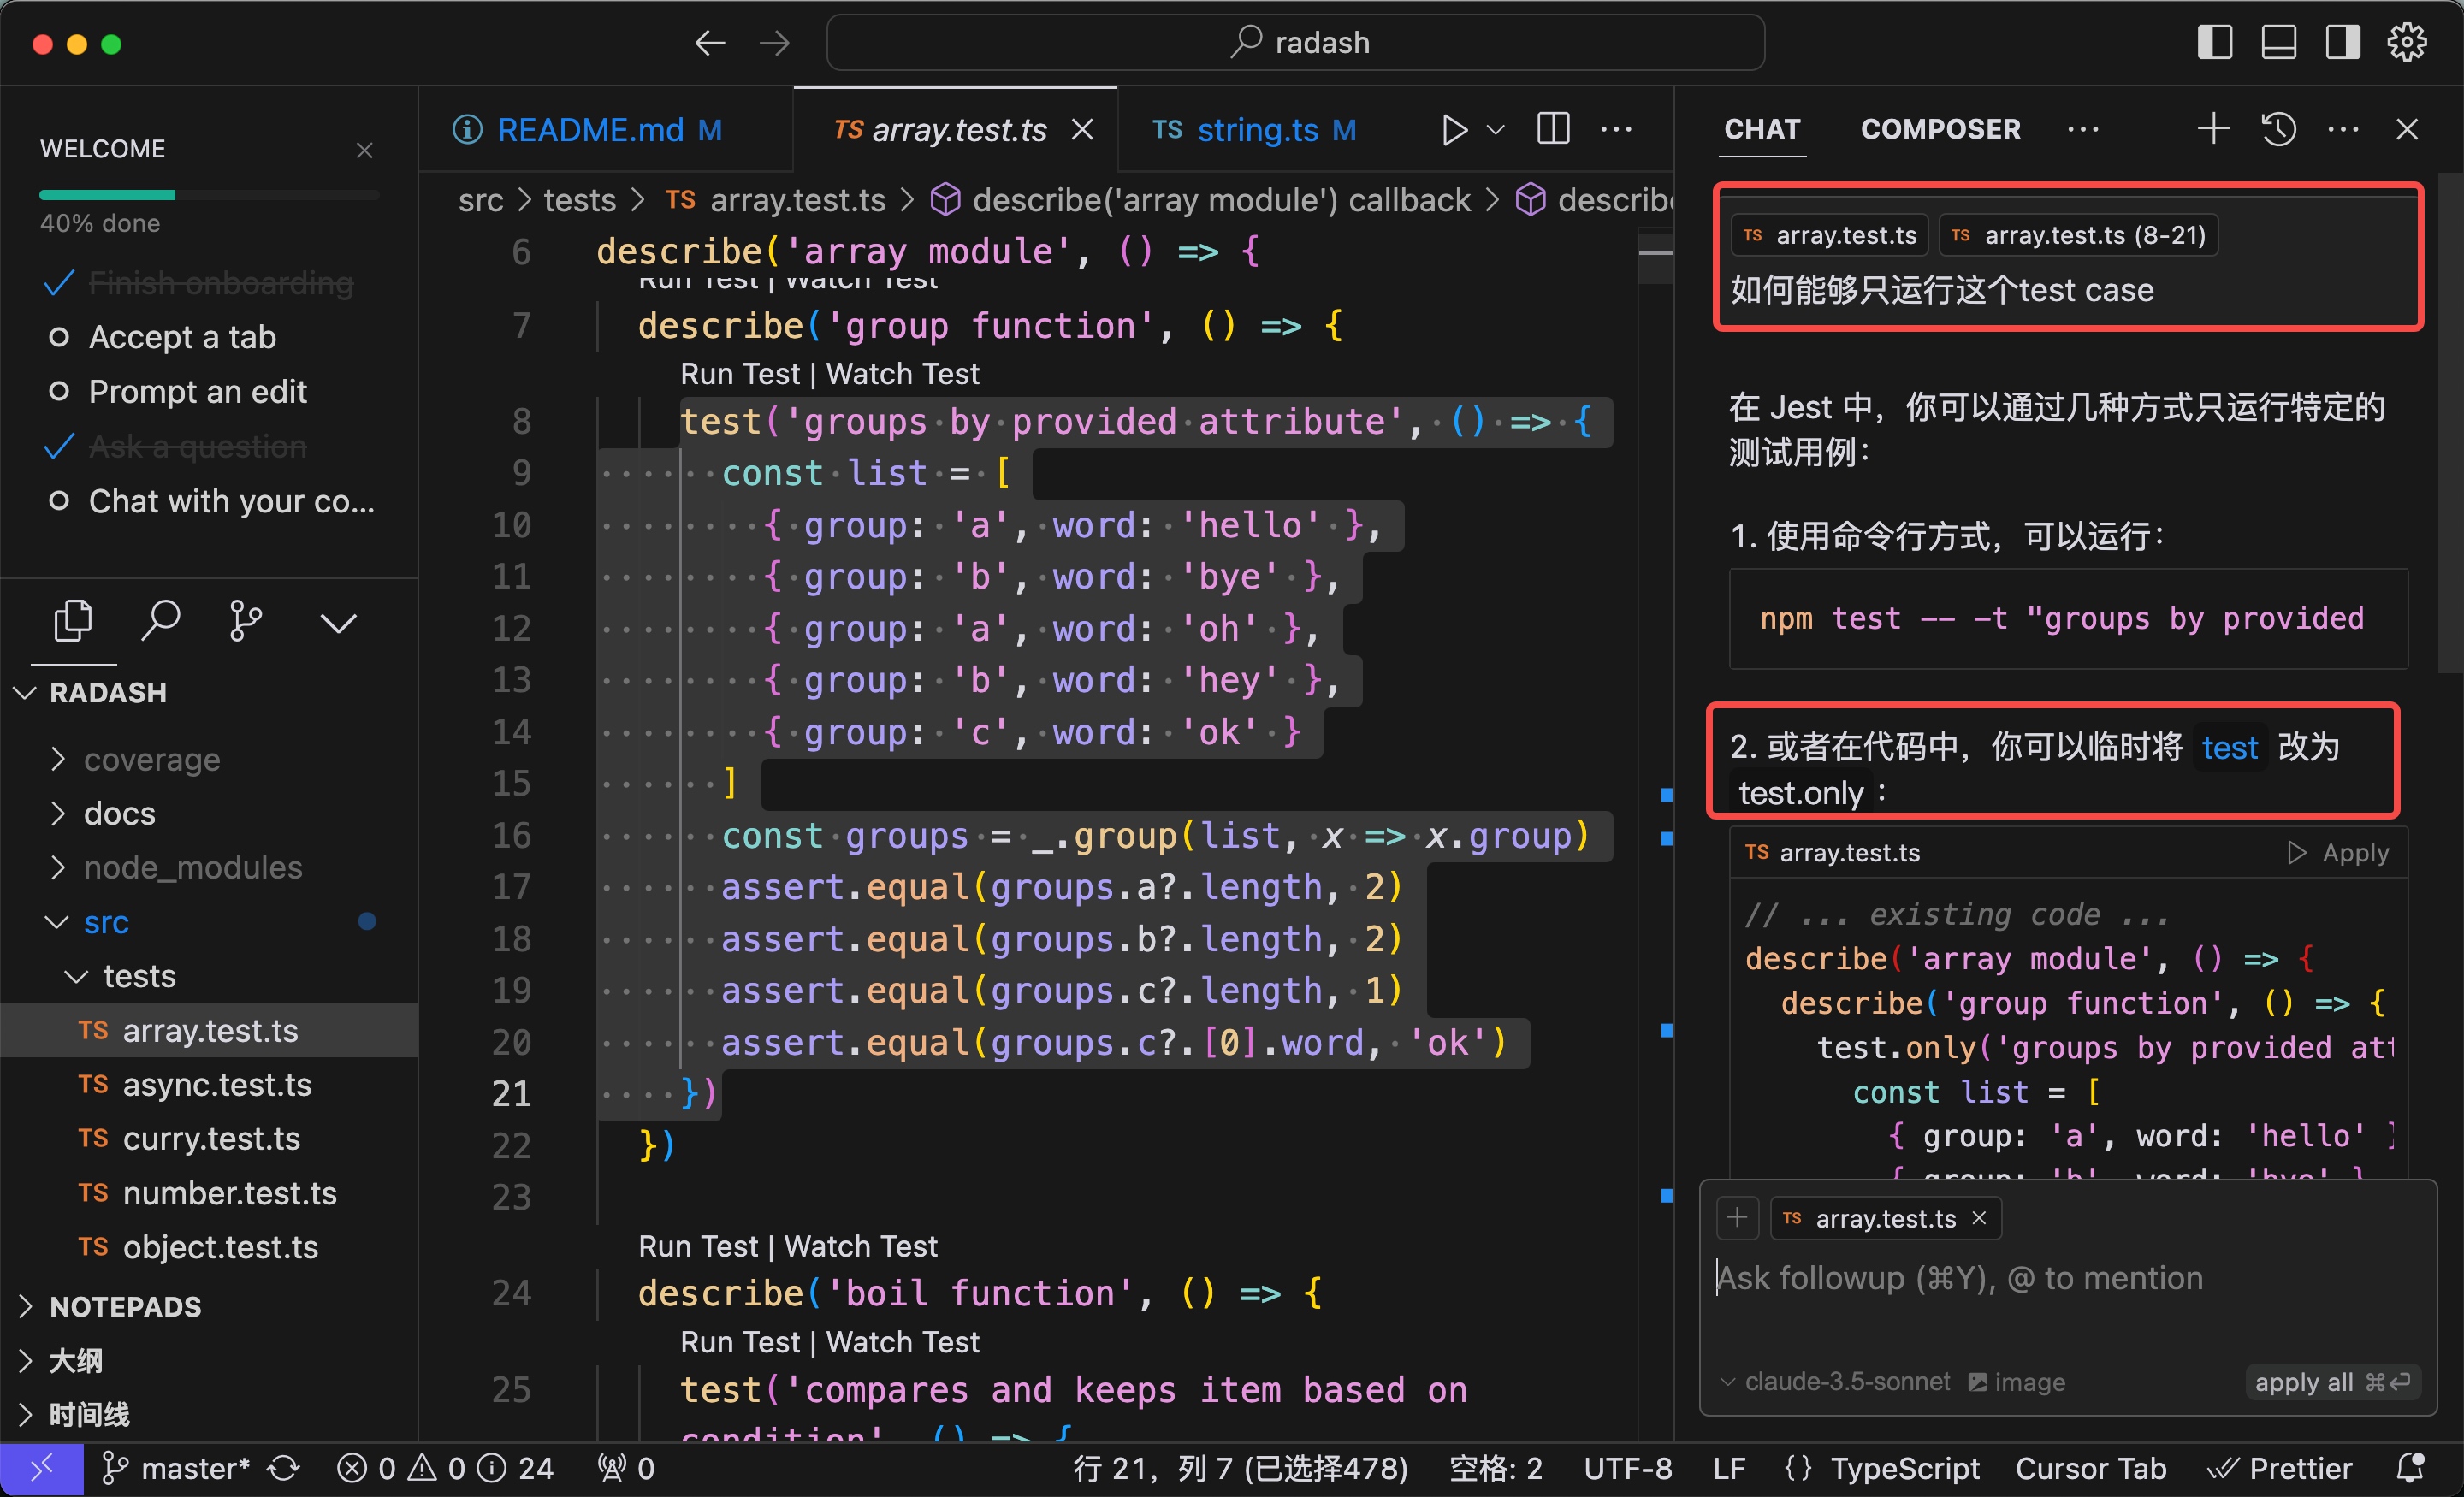 radash
WELCOME
40% done
Finish onboarding
Accept a tab
Prompt an edit
Ask a question
Chat with your co...
RADASH
coverage
docs
node_modules
src
tests
TS array.test.ts
TS async.test.ts
TS curry.test.ts
TS number.test.ts
TS object.test.ts
NOTEPADS
大纲
时间线
README.md M
TS array.test.ts
TS string.ts M
src > tests > TS array.test.ts > describe('array module') callback > describe
6 describe('array module', () => {
Run Test | Watch Test
7 describe('group function', () => {
Run Test | Watch Test
8 test('groups by provided attribute', () => {
9 const list = [
10 { group: 'a', word: 'hello' },
11 { group: 'b', word: 'bye' },
12 { group: 'a', word: 'oh' },
13 { group: 'b', word: 'hey' },
14 { group: 'c', word: 'ok' }
15 ]
16 const groups = _.group(list, x => x.group)
17 assert.equal(groups.a?.length, 2)
18 assert.equal(groups.b?.length, 2)
19 assert.equal(groups.c?.length, 1)
20 assert.equal(groups.c?.[0].word, 'ok')
21 })
22 })
23
Run Test | Watch Test
24 describe('boil function', () => {
Run Test | Watch Test
25 test('compares and keeps item based on
condition', () => {
CHAT COMPOSER
TS array.test.ts TS array.test.ts (8-21)
如何能够只运行这个test case
在 Jest 中，你可以通过几种方式只运行特定的
测试用例：
1. 使用命令行方式，可以运行：
npm test -- -t "groups by provided
2. 或者在代码中，你可以临时将 test 改为
test.only ：
TS array.test.ts Apply
// ... existing code ...
describe('array module', () => {
describe('group function', () => {
test.only('groups by provided att
const list = [
{ group: 'a', word: 'hello' }
{ group: 'b', word: 'bye' }
TS array.test.ts
Ask followup (⌘Y), @ to mention
claude-3.5-sonnet image apply all ⌘⏎
master* 0 0 24 0 行 21，列 7 (已选择478) 空格: 2 UTF-8 LF {} TypeScript Cursor Tab Prettier